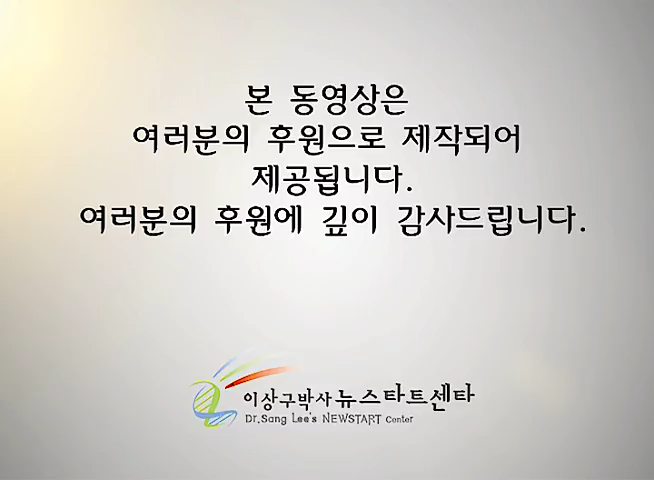 본 동영상은
여러분의 후원으로 제작되어
제공됩니다.
여러분의 후원에 깊이 감사드립니다.
이상구박사 뉴스타트센타
Dr.Sang Lee's NEWSTART Center